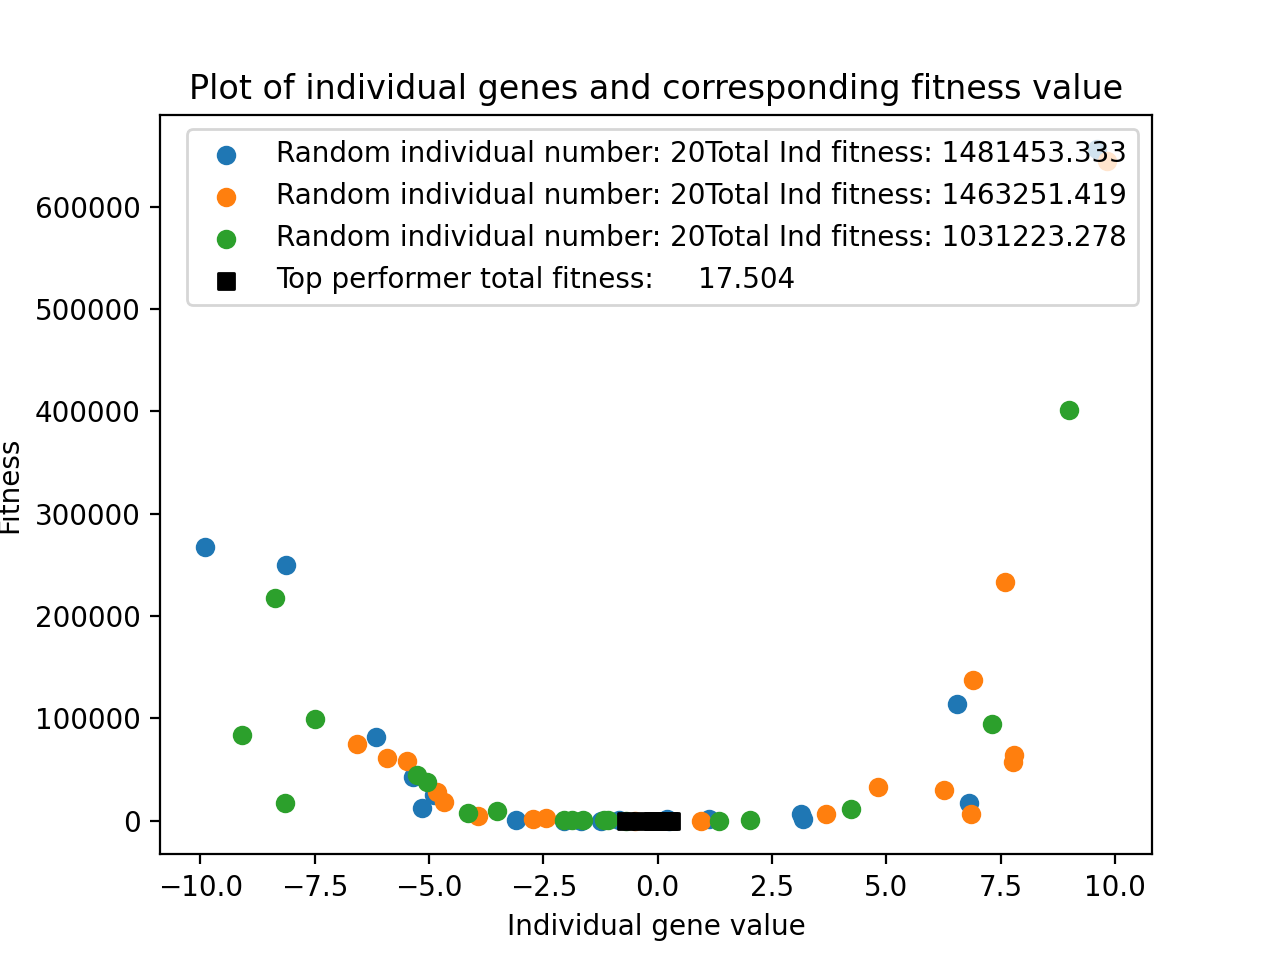 Plot of individual genes and corresponding fitness value
Random individual number: 20Total Ind fitness: 1481453.333
Random individual number: 20Total Ind fitness: 1463251.419
Random individual number: 20Total Ind fitness: 1031223.278
Top performer total fitness: 17.504
600000
500000
400000
300000
200000
100000
0
Fitness
−10.0 −7.5 −5.0 −2.5 0.0 2.5 5.0 7.5 10.0
Individual gene value